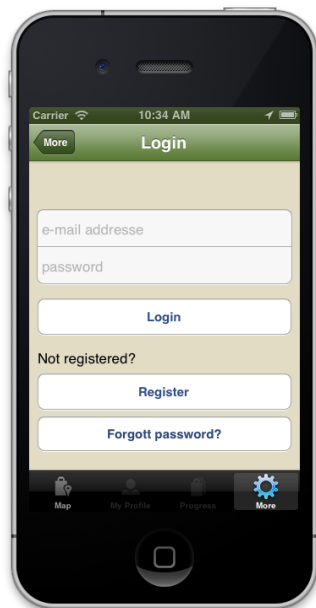 Carrier 10:34 AM
More Login
e-mail addresse
password
Login
Not registered?
Register
Forgott password?
Map My Profile Progress More